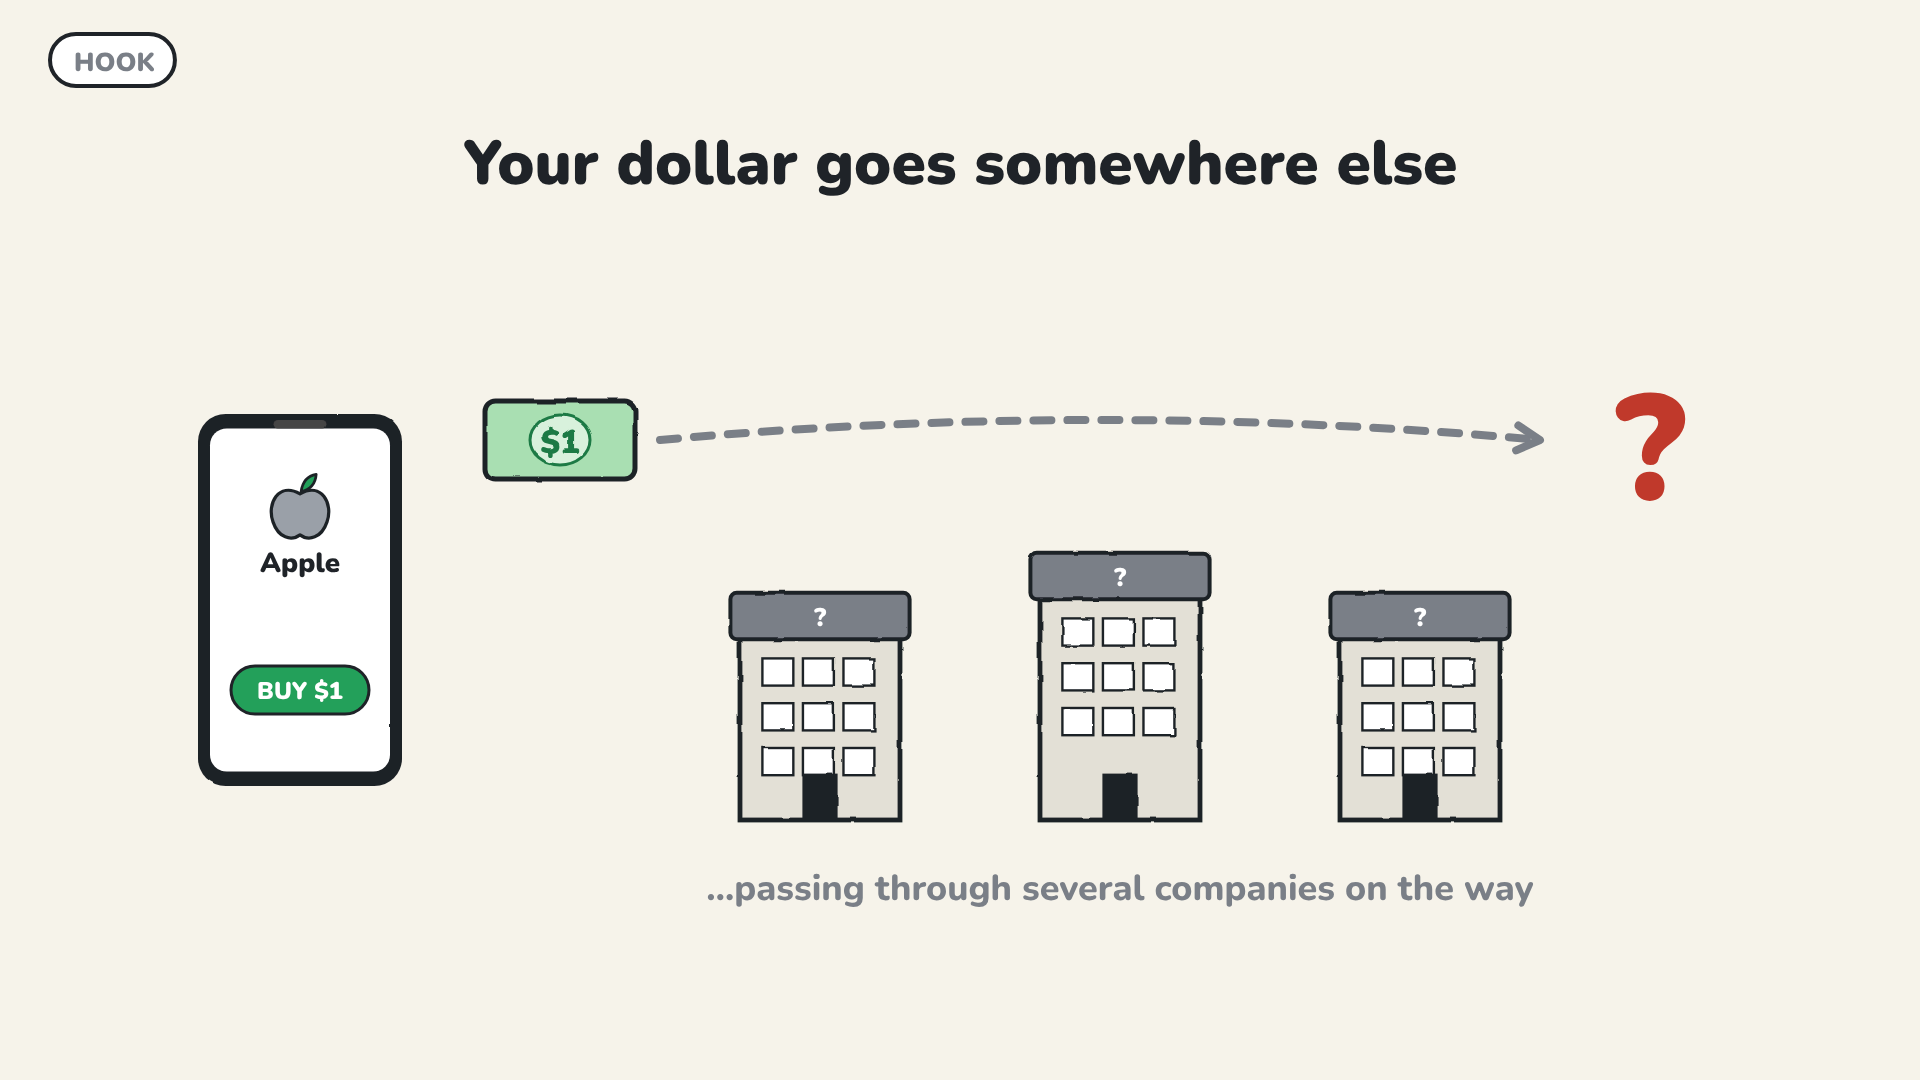 HOOK
Your dollar goes somewhere else
$1
?
Apple
BUY $1
?
?
?
...passing through several companies on the way